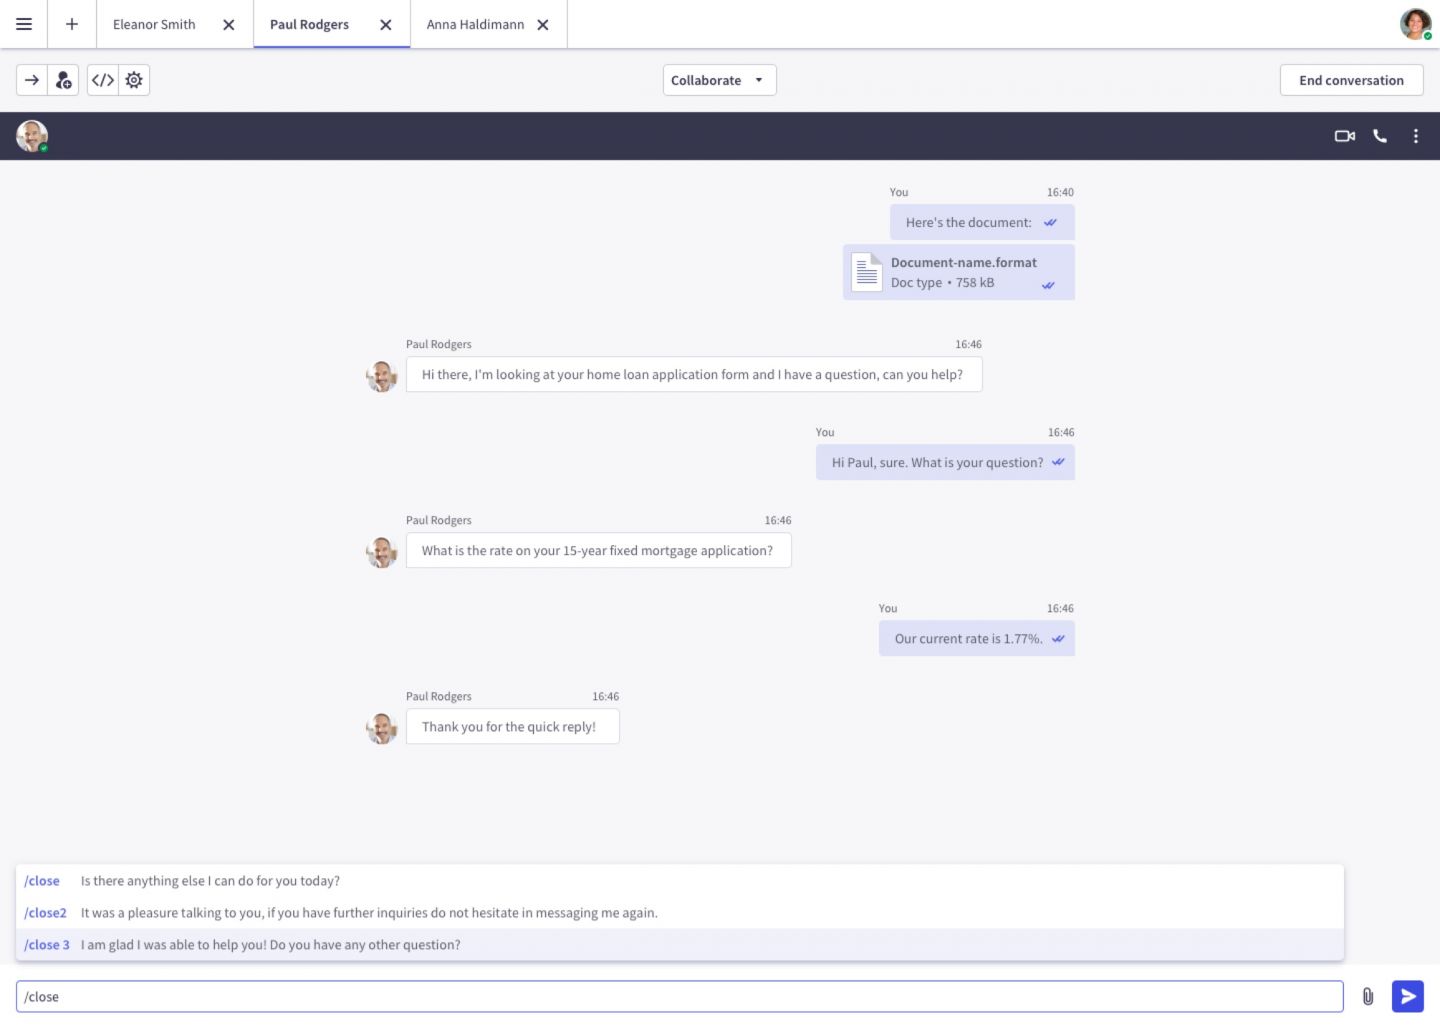 Eleanor Smith
Paul Rodgers
Anna Haldimann
Collaborate
End conversation
You 16:40
Here's the document:
Document-name.format
Doc type • 758 kB
Paul Rodgers 16:46
Hi there, I'm looking at your home loan application form and I have a question, can you help?
You 16:46
Hi Paul, sure. What is your question?
Paul Rodgers 16:46
What is the rate on your 15-year fixed mortgage application?
You 16:46
Our current rate is 1.77%.
Paul Rodgers 16:46
Thank you for the quick reply!
/close Is there anything else I can do for you today?
/close2 It was a pleasure talking to you, if you have further inquiries do not hesitate in messaging me again.
/close 3 I am glad I was able to help you! Do you have any other question?
/close